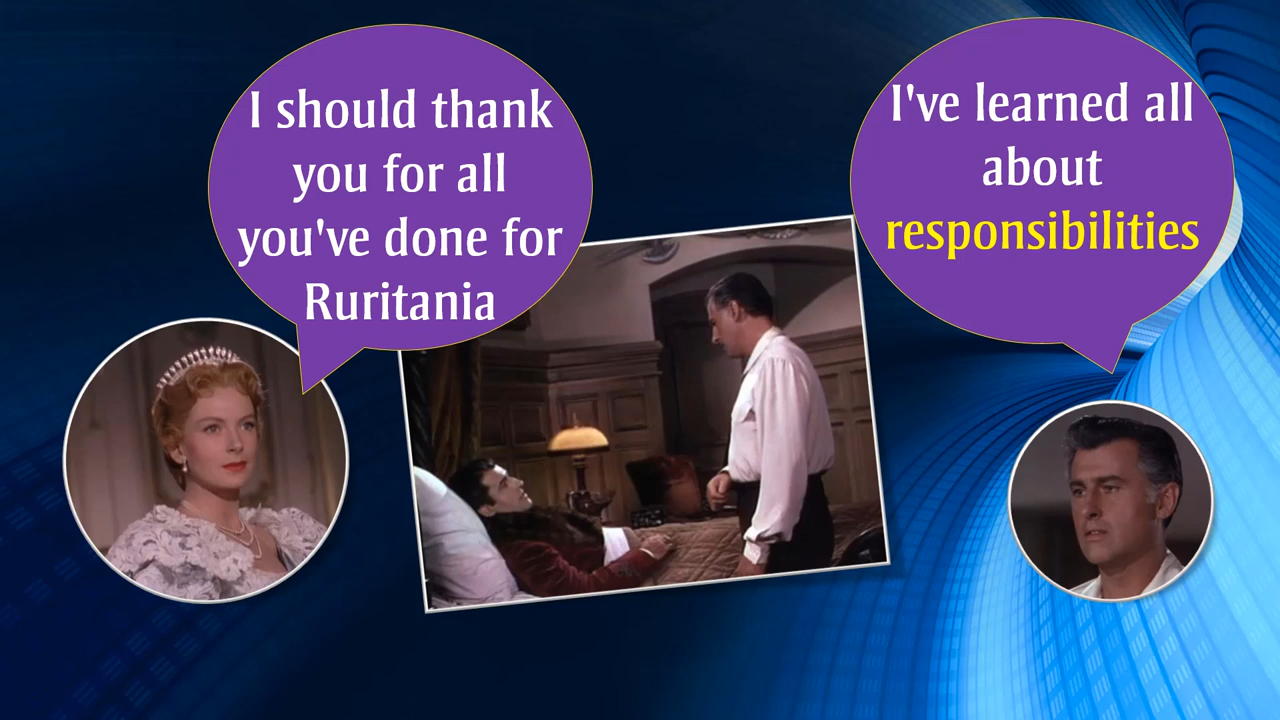 I should thank
you for all
you've done for
Ruritania
I've learned all
about
responsibilities